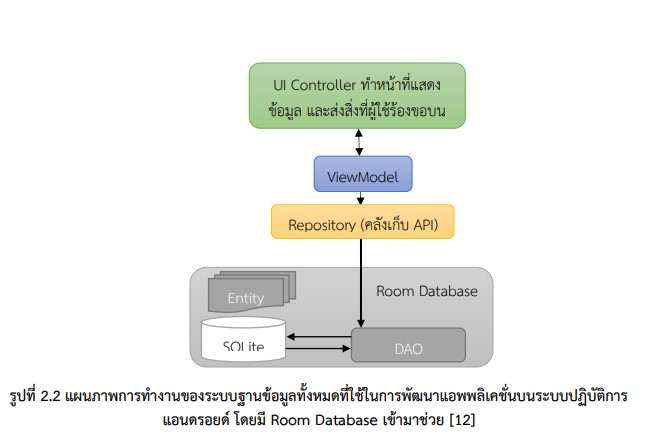 UI Controller ทำหน้าที่แสดง
ข้อมูล และส่งสิ่งที่ผู้ใช้ร้องขอบน
ViewModel
Repository (คลังเก็บ API)
Room Database
Entity
SQLite
DAO
รูปที่ 2.2 แผนภาพการทำงานของระบบฐานข้อมูลทั้งหมดที่ใช้ในการพัฒนาแอพพลิเคชั่นบนระบบปฏิบัติการ
แอนดรอยด์ โดยมี Room Database เข้ามาช่วย [12]